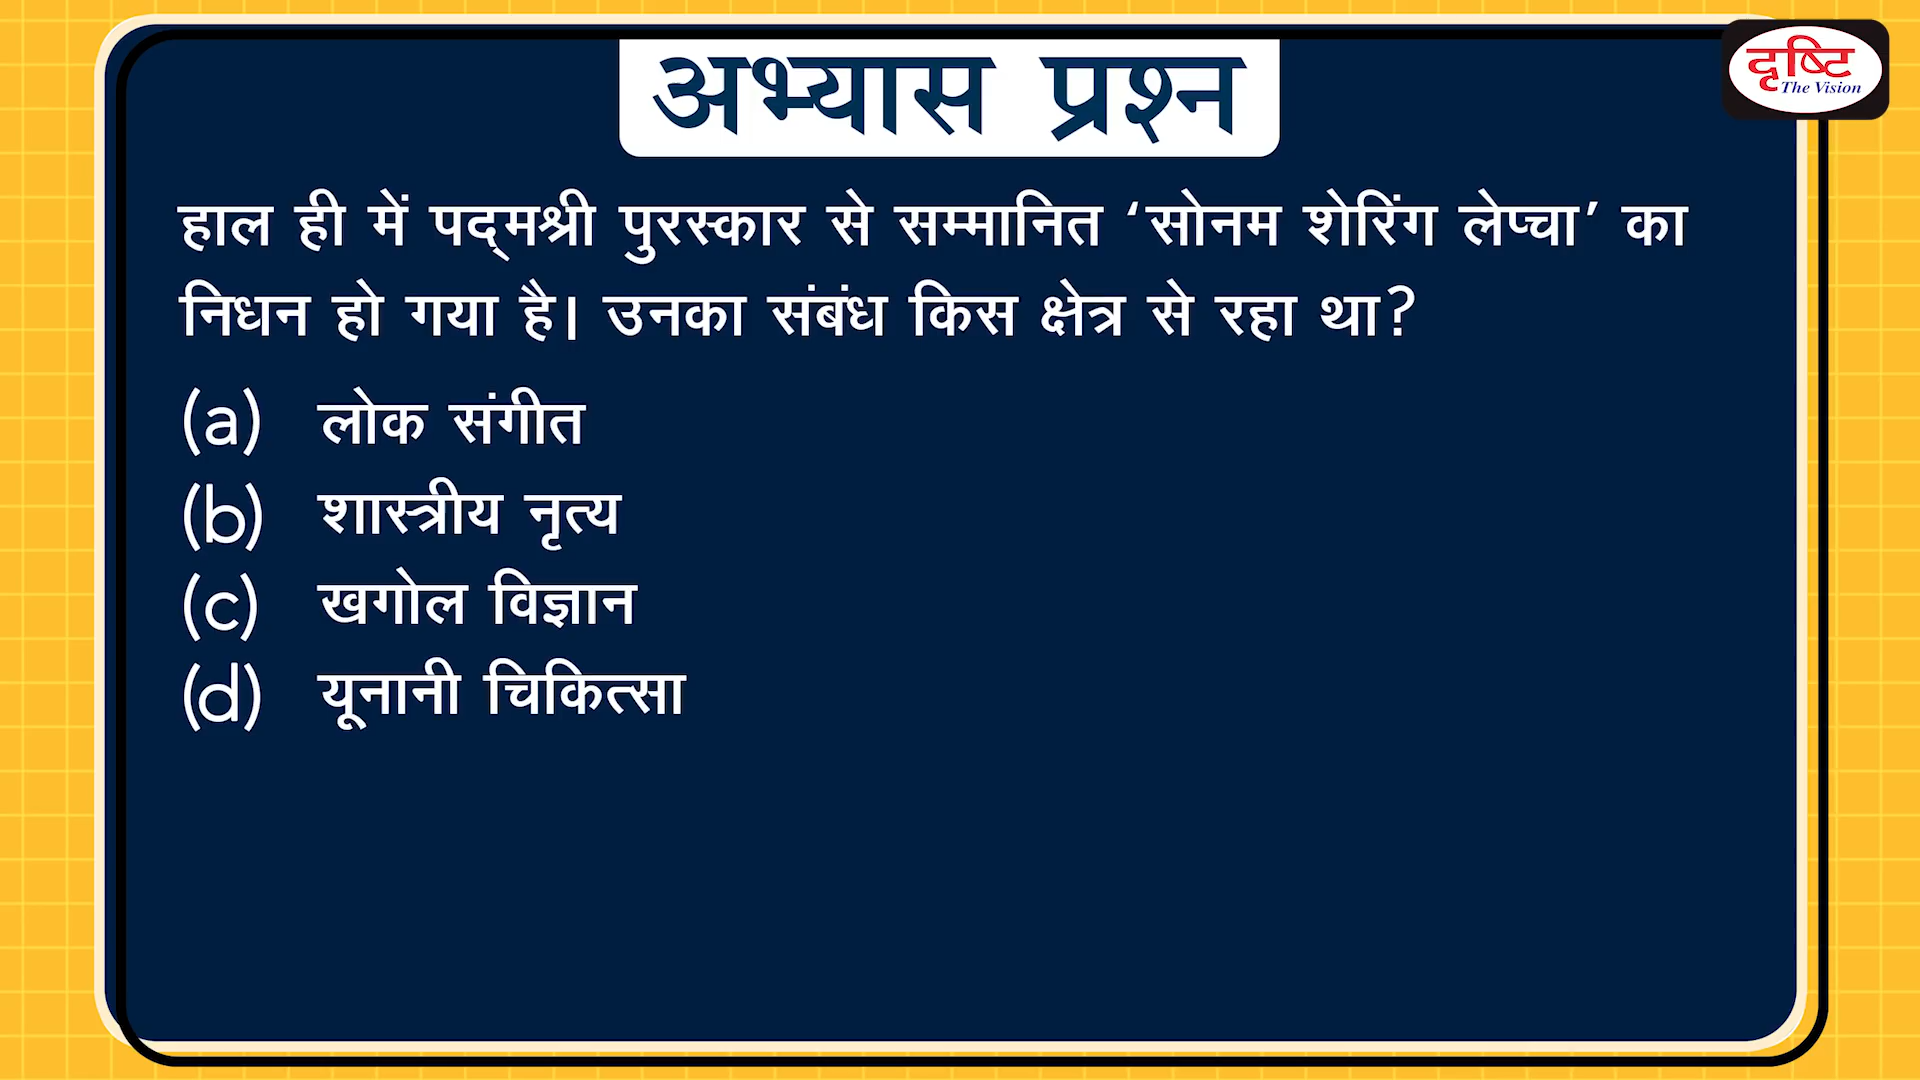 अभ्यास प्रश्न
दृष्टि
The Vision
हाल ही में पद्मश्री पुरस्कार से सम्मानित ‘सोनम शेरिंग लेप्चा’ का
निधन हो गया है। उनका संबंध किस क्षेत्र से रहा था?
(a) लोक संगीत
(b) शास्त्रीय नृत्य
(c) खगोल विज्ञान
(d) यूनानी चिकित्सा